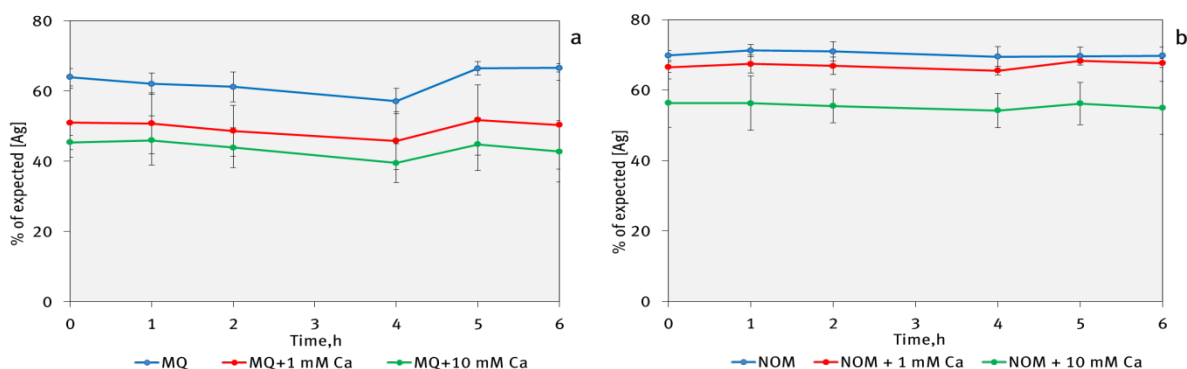 a
% of expected [Ag]
80
60
40
20
0
0 1 2 3 4 5 6
Time,h
MQ MQ+1 mM Ca MQ+10 mM Ca
b
% of expected [Ag]
80
60
40
20
0
0 1 2 3 4 5 6
Time,h
NOM NOM + 1 mM Ca NOM + 10 mM Ca